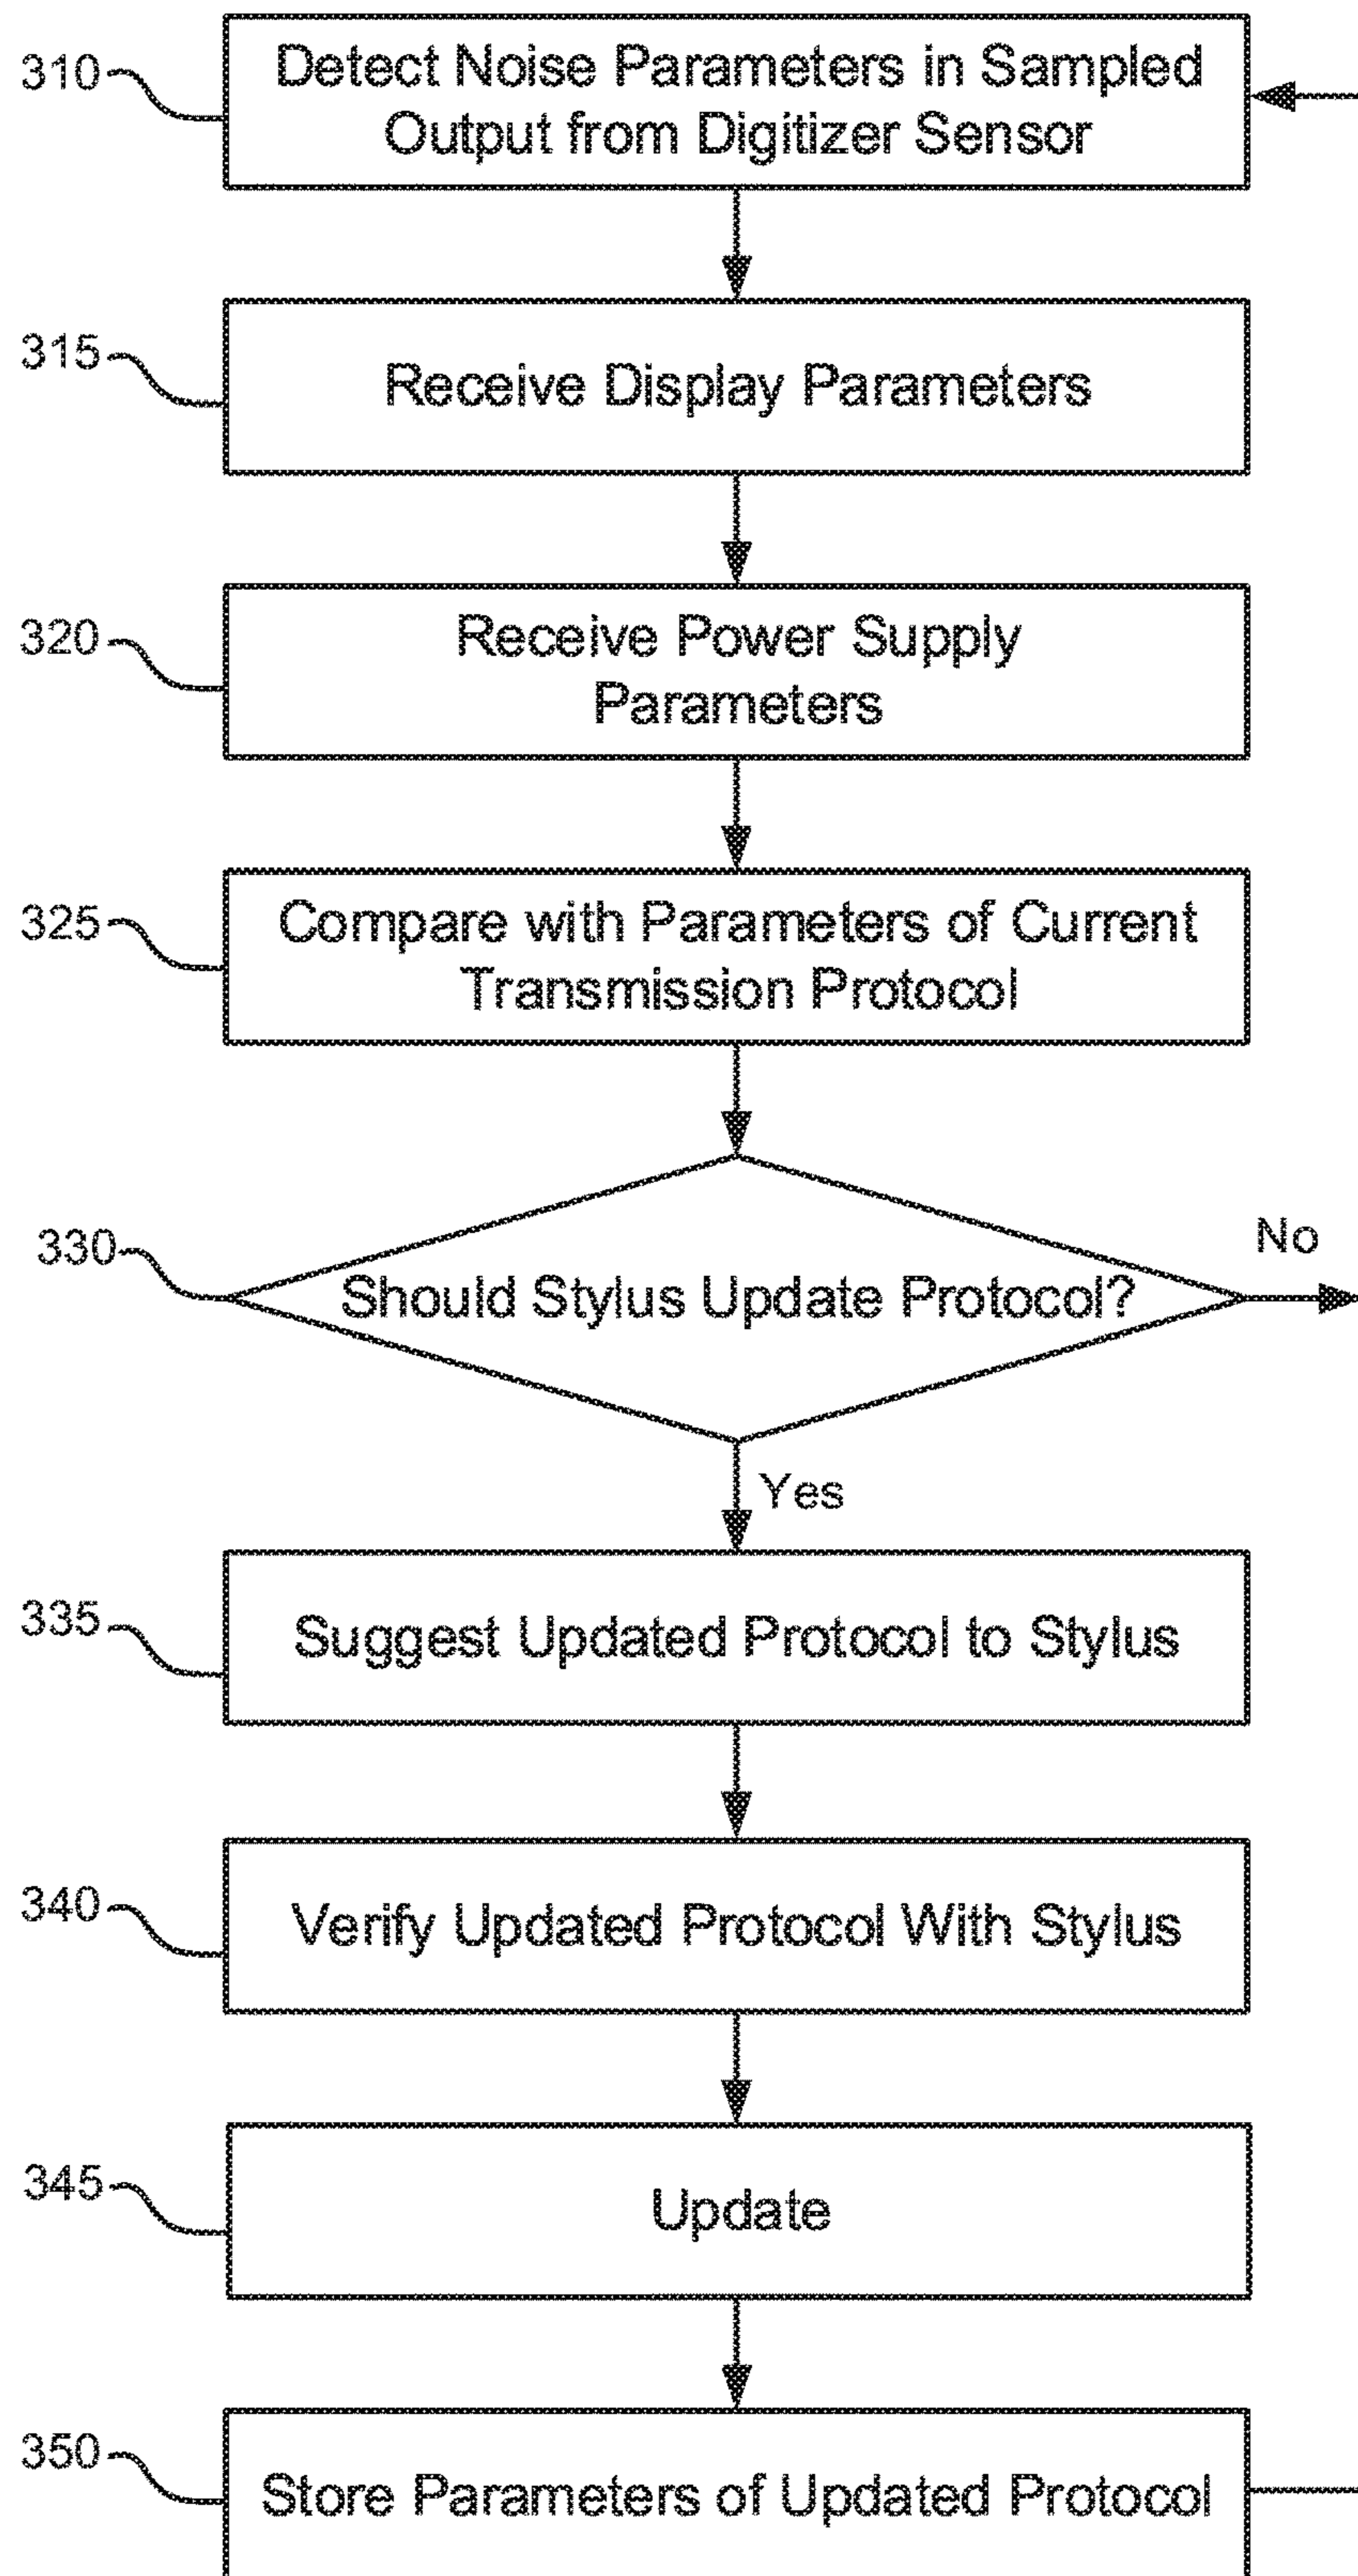 310
Detect Noise Parameters in Sampled
Output from Digitizer Sensor
315
Receive Display Parameters
320
Receive Power Supply
Parameters
325
Compare with Parameters of Current
Transmission Protocol
330
Should Stylus Update Protocol?
No
Yes
335
Suggest Updated Protocol to Stylus
340
Verify Updated Protocol With Stylus
345
Update
350
Store Parameters of Updated Protocol